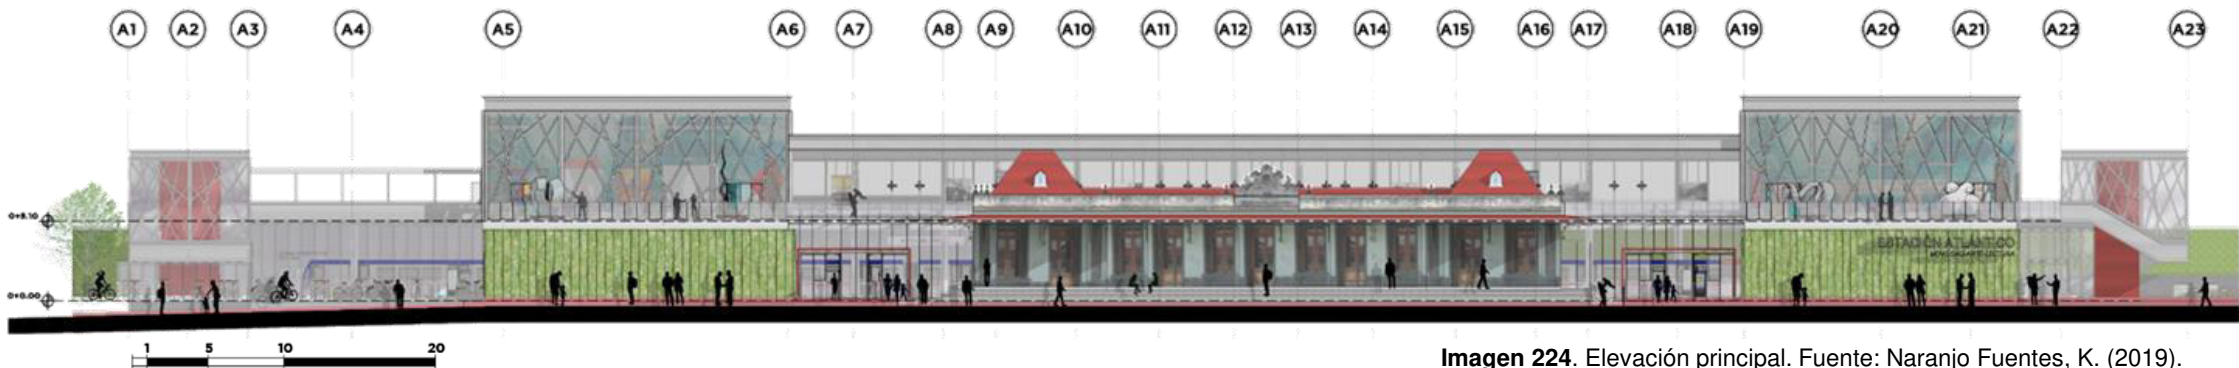 A1 A2 A3 A4 A5 A6 A7 A8 A9 A10 A11 A12 A13 A14 A15 A16 A17 A18 A19 A20 A21 A22 A23
0+5.10
ESTACIÓN ATLÁNTICO
0+0.00
1 5 10 20
Imagen 224. Elevación principal. Fuente: Naranjo Fuentes, K. (2019).